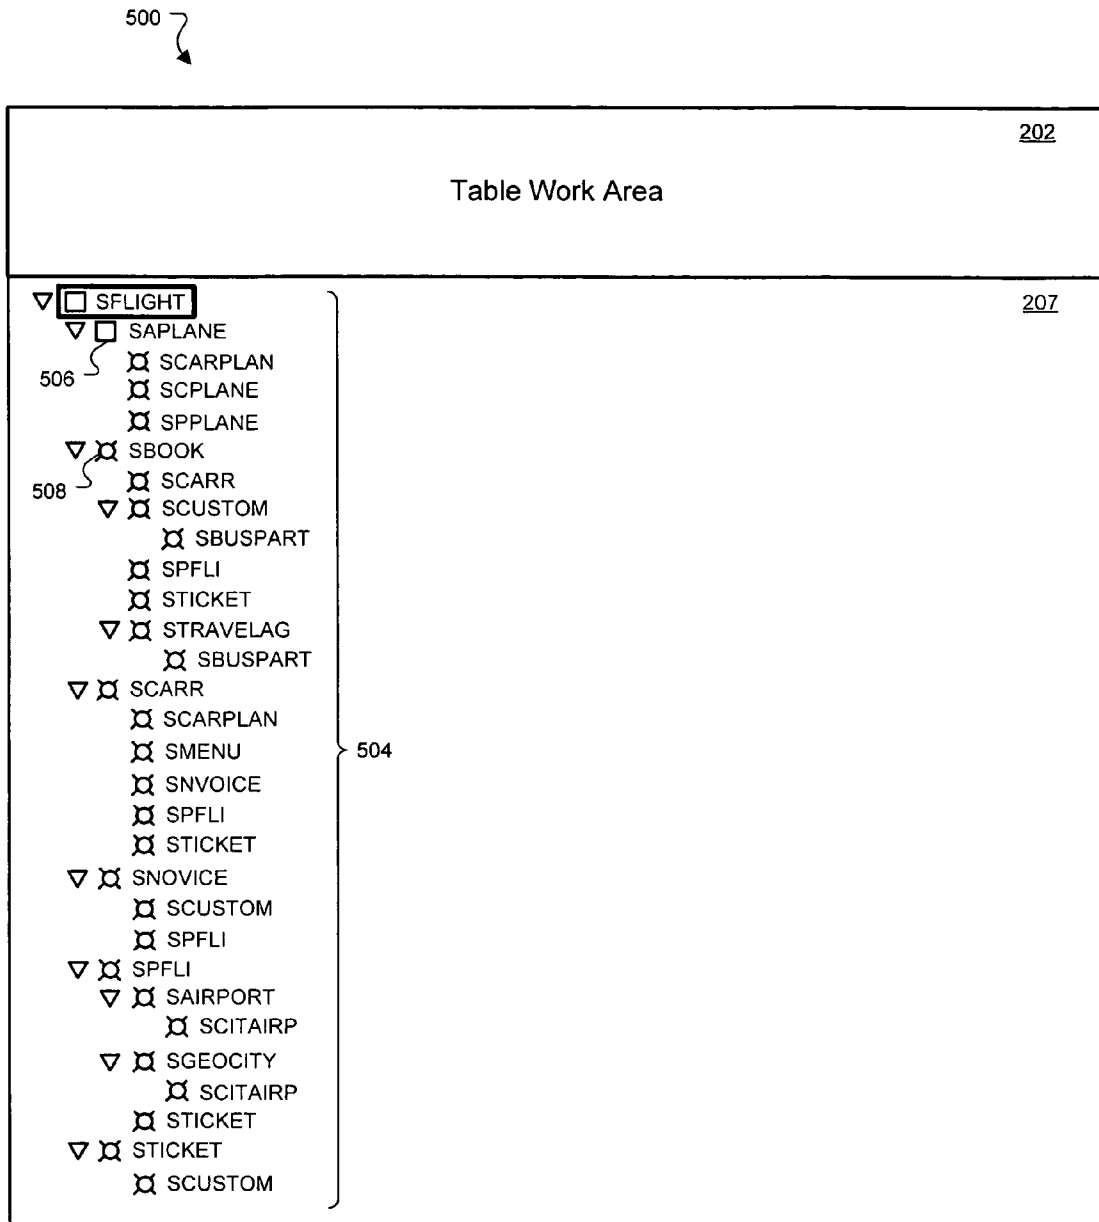 500
202
Table Work Area
SFLIGHT
207
SAPLANE
SCARPLAN
506
SCPLANE
SPPLANE
SBOOK
SCARR
508
SCUSTOM
SBUSPART
SPFLI
STICKET
STRAVELAG
SBUSPART
SCARR
SCARPLAN
SMENU
504
SNVOICE
SPFLI
STICKET
SNOVICE
SCUSTOM
SPFLI
SPFLI
SAIRPORT
SCITAIRP
SGEOCITY
SCITAIRP
STICKET
STICKET
SCUSTOM